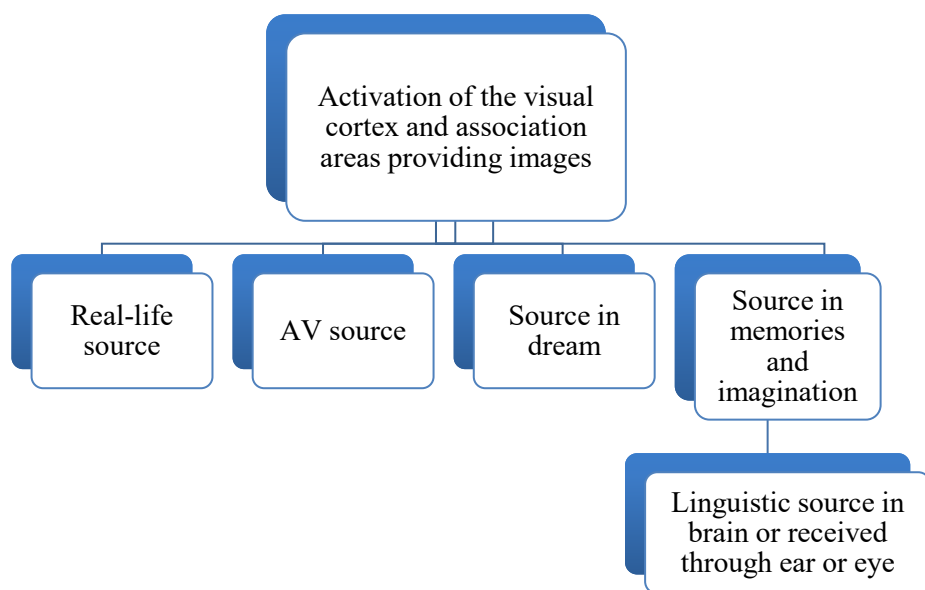 Activation of the visual
cortex and association
areas providing images
Real-life
source
AV source
Source in
dream
Source in
memories
and
imagination
Linguistic source in
brain or received
through ear or eye